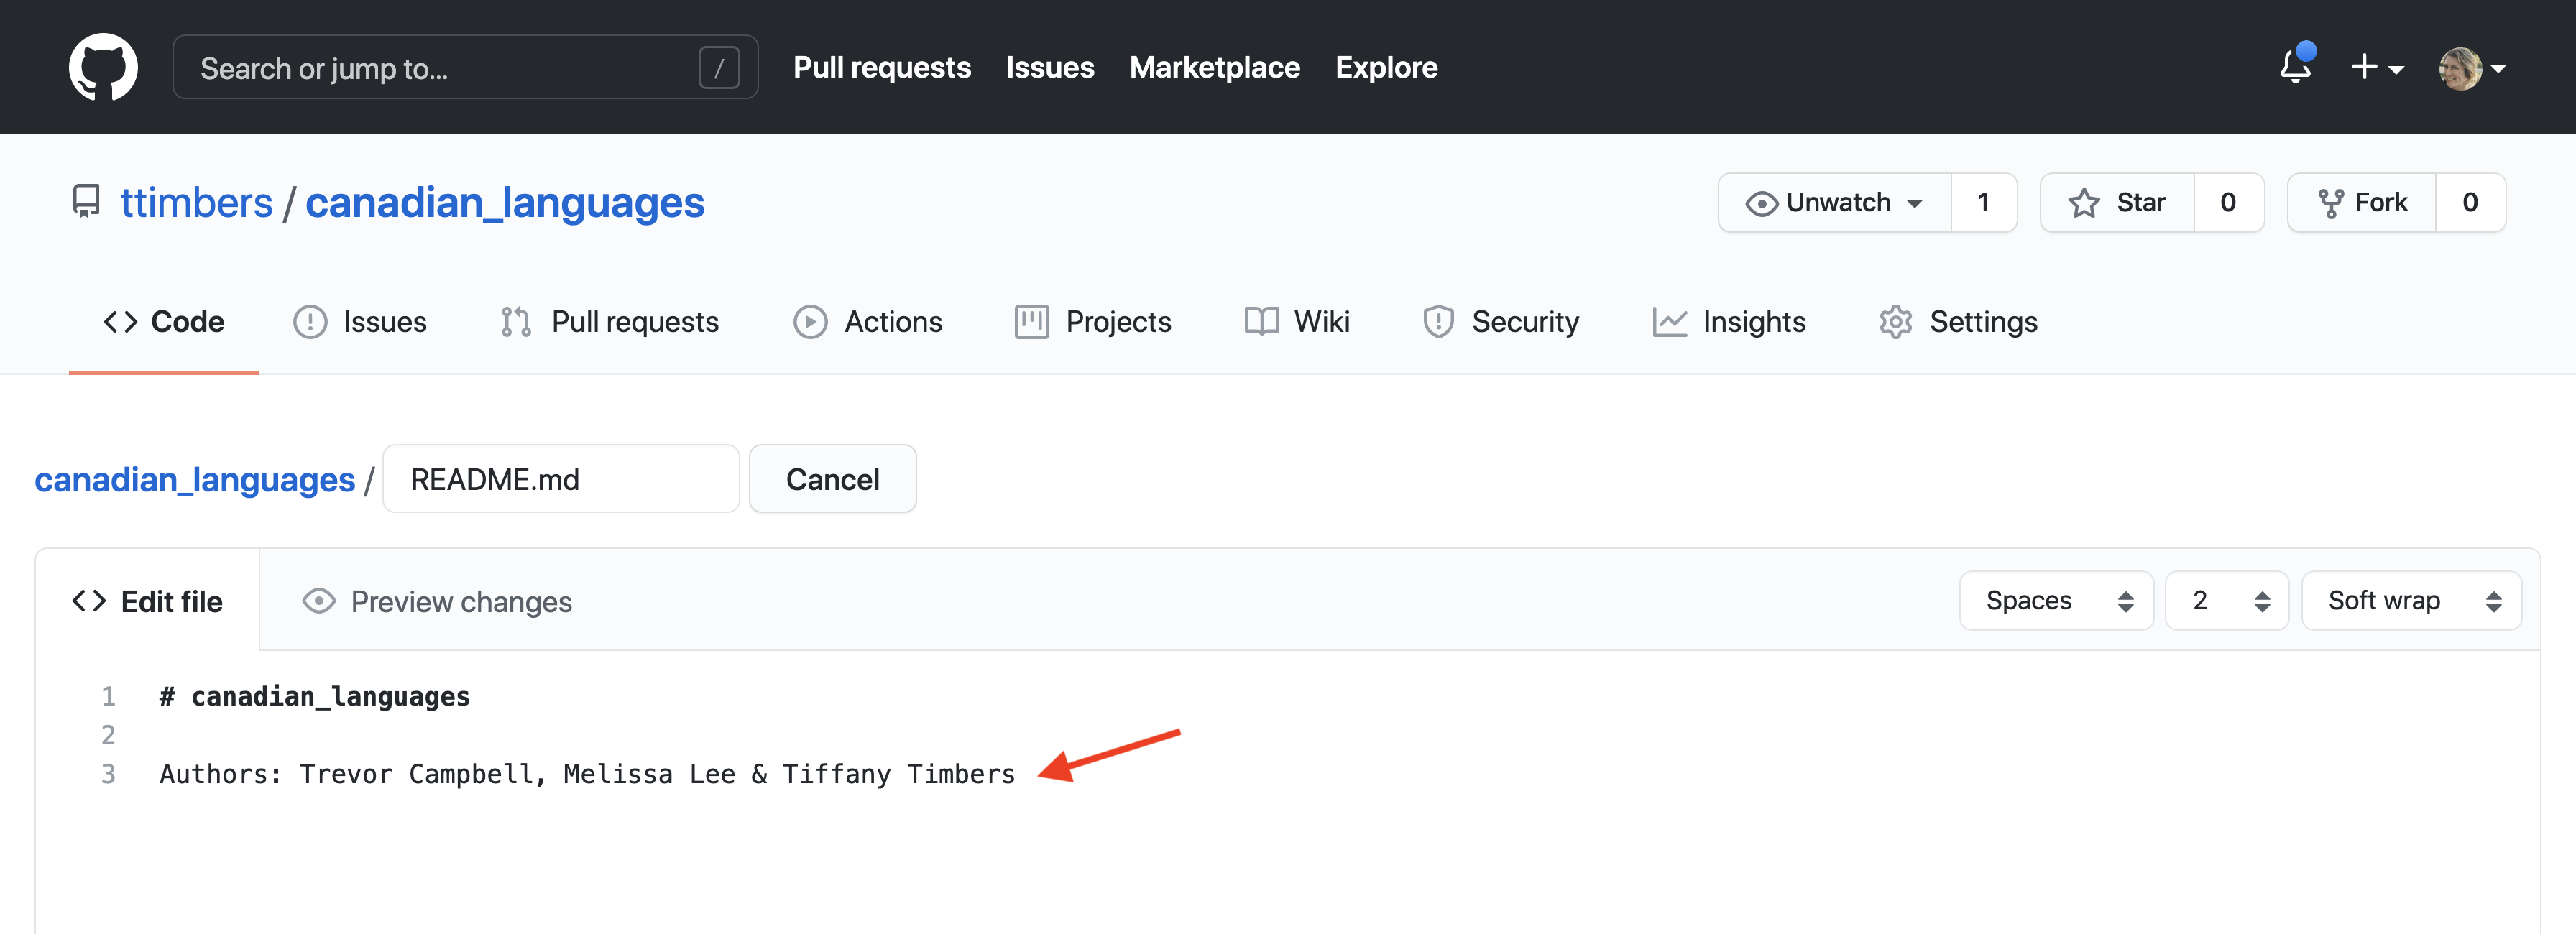 Search or jump to... / Pull requests Issues Marketplace Explore
ttimbers / canadian_languages Unwatch 1 Star 0 Fork 0
Code Issues Pull requests Actions Projects Wiki Security Insights Settings
canadian_languages / README.md Cancel
Edit file Preview changes Spaces 2 Soft wrap
1 # canadian_languages
2
3 Authors: Trevor Campbell, Melissa Lee & Tiffany Timbers